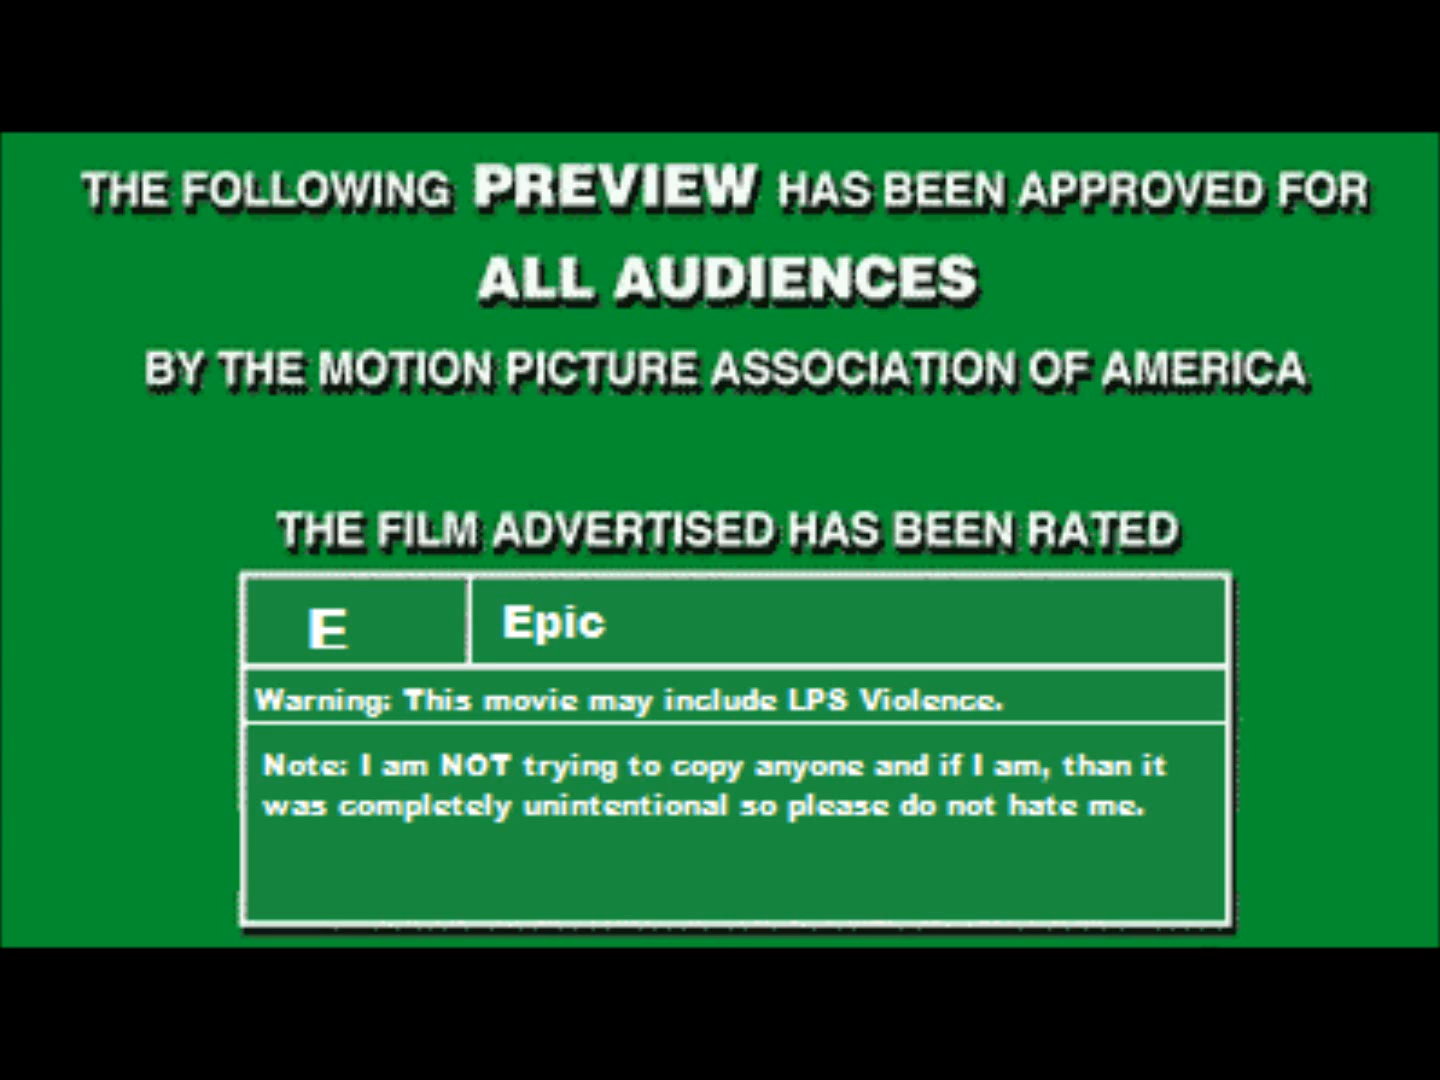 THE FOLLOWING PREVIEW HAS BEEN APPROVED FOR
ALL AUDIENCES
BY THE MOTION PICTURE ASSOCIATION OF AMERICA
THE FILM ADVERTISED HAS BEEN RATED
E Epic
Warning: This movie may include LPS Violence.
Note: I am NOT trying to copy anyone and if I am, than it
was completely unintentional so please do not hate me.